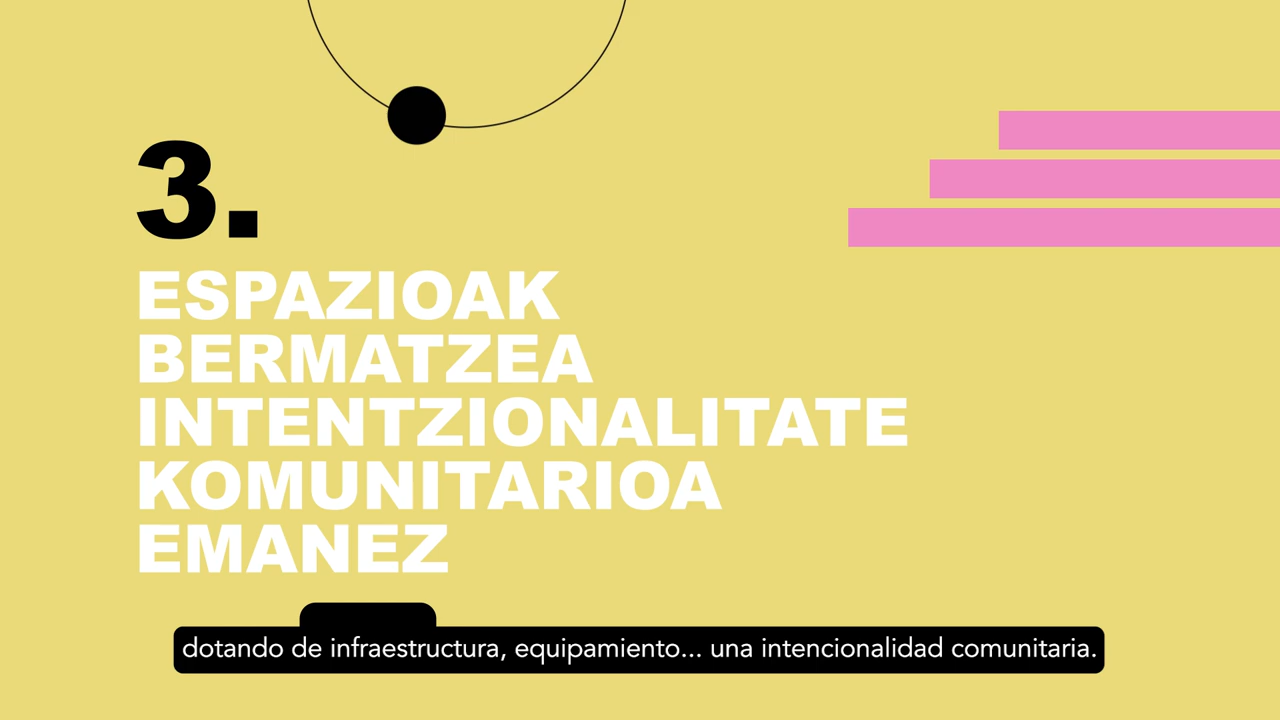 3.
ESPAZIOAK
BERMATZEA
INTENTZIONALITATE
KOMUNITARIOA
EMANEZ
dotando de infraestructura, equipamiento... una intencionalidad comunitaria.